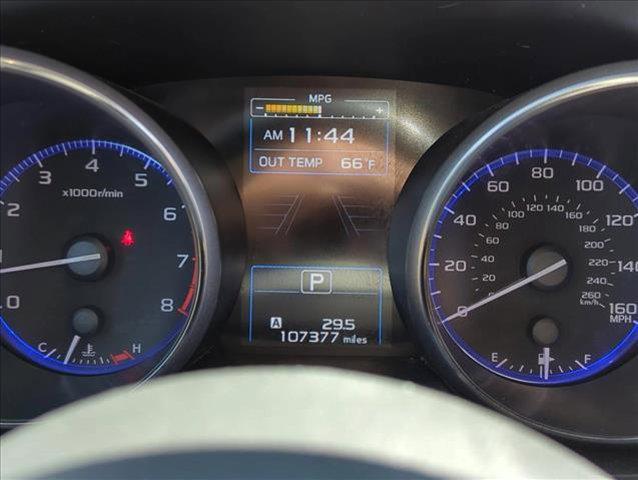 MPG
- +
AM 11:44
OUT TEMP 66°F
P
A 29.5
107377 miles
0 1 2 3 4 5 6 7 8
x1000r/min
C H
0 20 40 60 80 100 120 140 160
MPH
0 20 40 60 80 100 120 140 160 180 200 220 240 260
km/h
E F